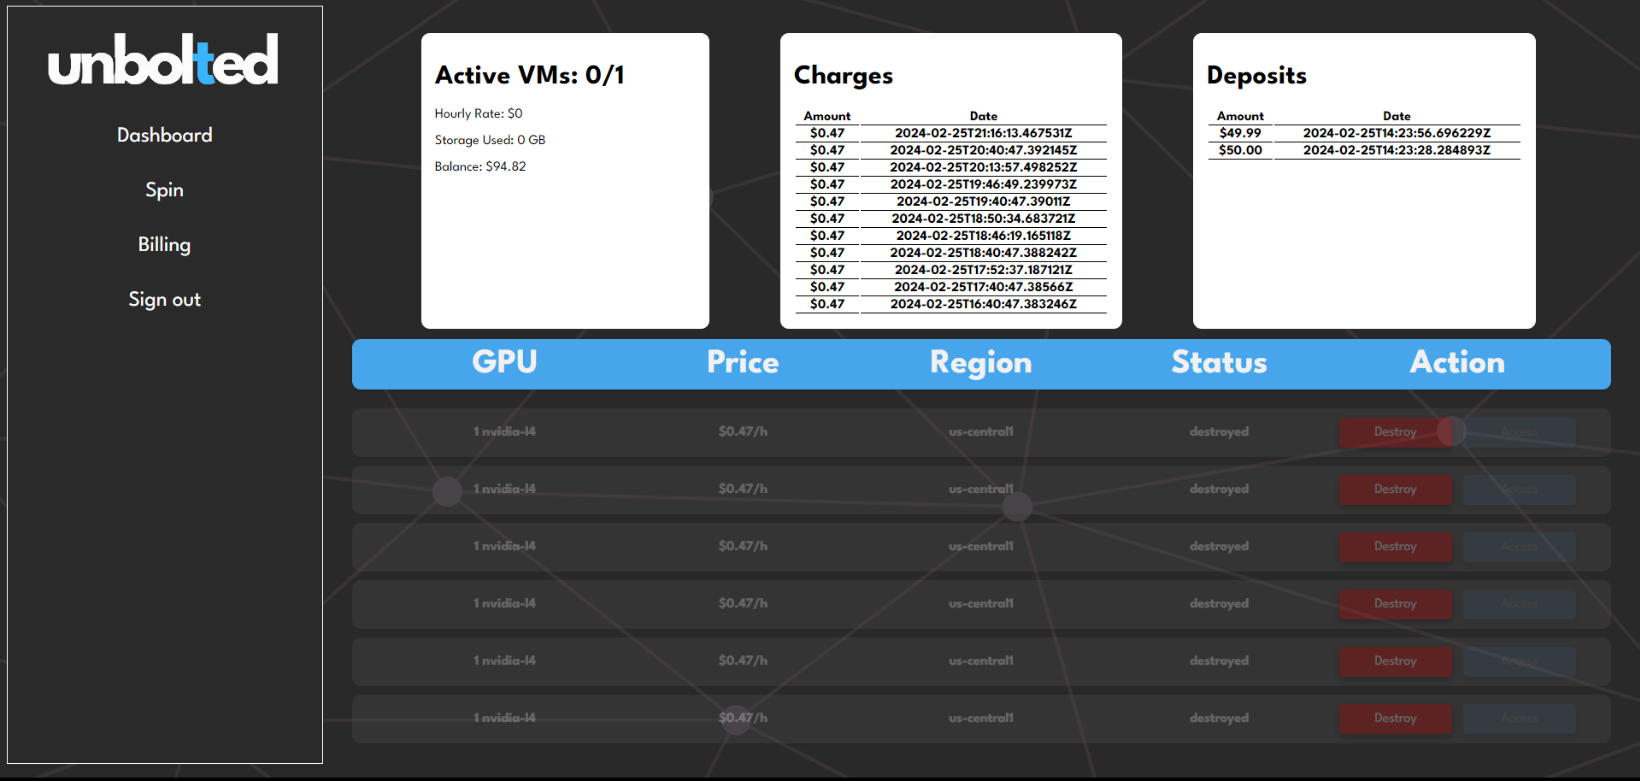 unbolted
Dashboard
Spin
Billing
Sign out
Active VMs: 0/1
Hourly Rate: $0
Storage Used: 0 GB
Balance: $94.82
Charges
Amount Date
$0.47 2024-02-25T21:16:13.467531Z
$0.47 2024-02-25T20:40:47.392145Z
$0.47 2024-02-25T20:13:57.498252Z
$0.47 2024-02-25T19:46:49.239973Z
$0.47 2024-02-25T19:40:47.39011Z
$0.47 2024-02-25T18:50:34.683721Z
$0.47 2024-02-25T18:46:19.165118Z
$0.47 2024-02-25T18:40:47.388242Z
$0.47 2024-02-25T17:52:37.187121Z
$0.47 2024-02-25T17:40:47.38566Z
$0.47 2024-02-25T16:40:47.383246Z
Deposits
Amount Date
$49.99 2024-02-25T14:23:56.696229Z
$50.00 2024-02-25T14:23:28.284893Z
GPU Price Region Status Action
1 nvidia-l4 $0.47/h us-central1 destroyed Destroy Access
1 nvidia-l4 $0.47/h us-central1 destroyed Destroy Access
1 nvidia-l4 $0.47/h us-central1 destroyed Destroy Access
1 nvidia-l4 $0.47/h us-central1 destroyed Destroy Access
1 nvidia-l4 $0.47/h us-central1 destroyed Destroy Access
1 nvidia-l4 $0.47/h us-central1 destroyed Destroy Access